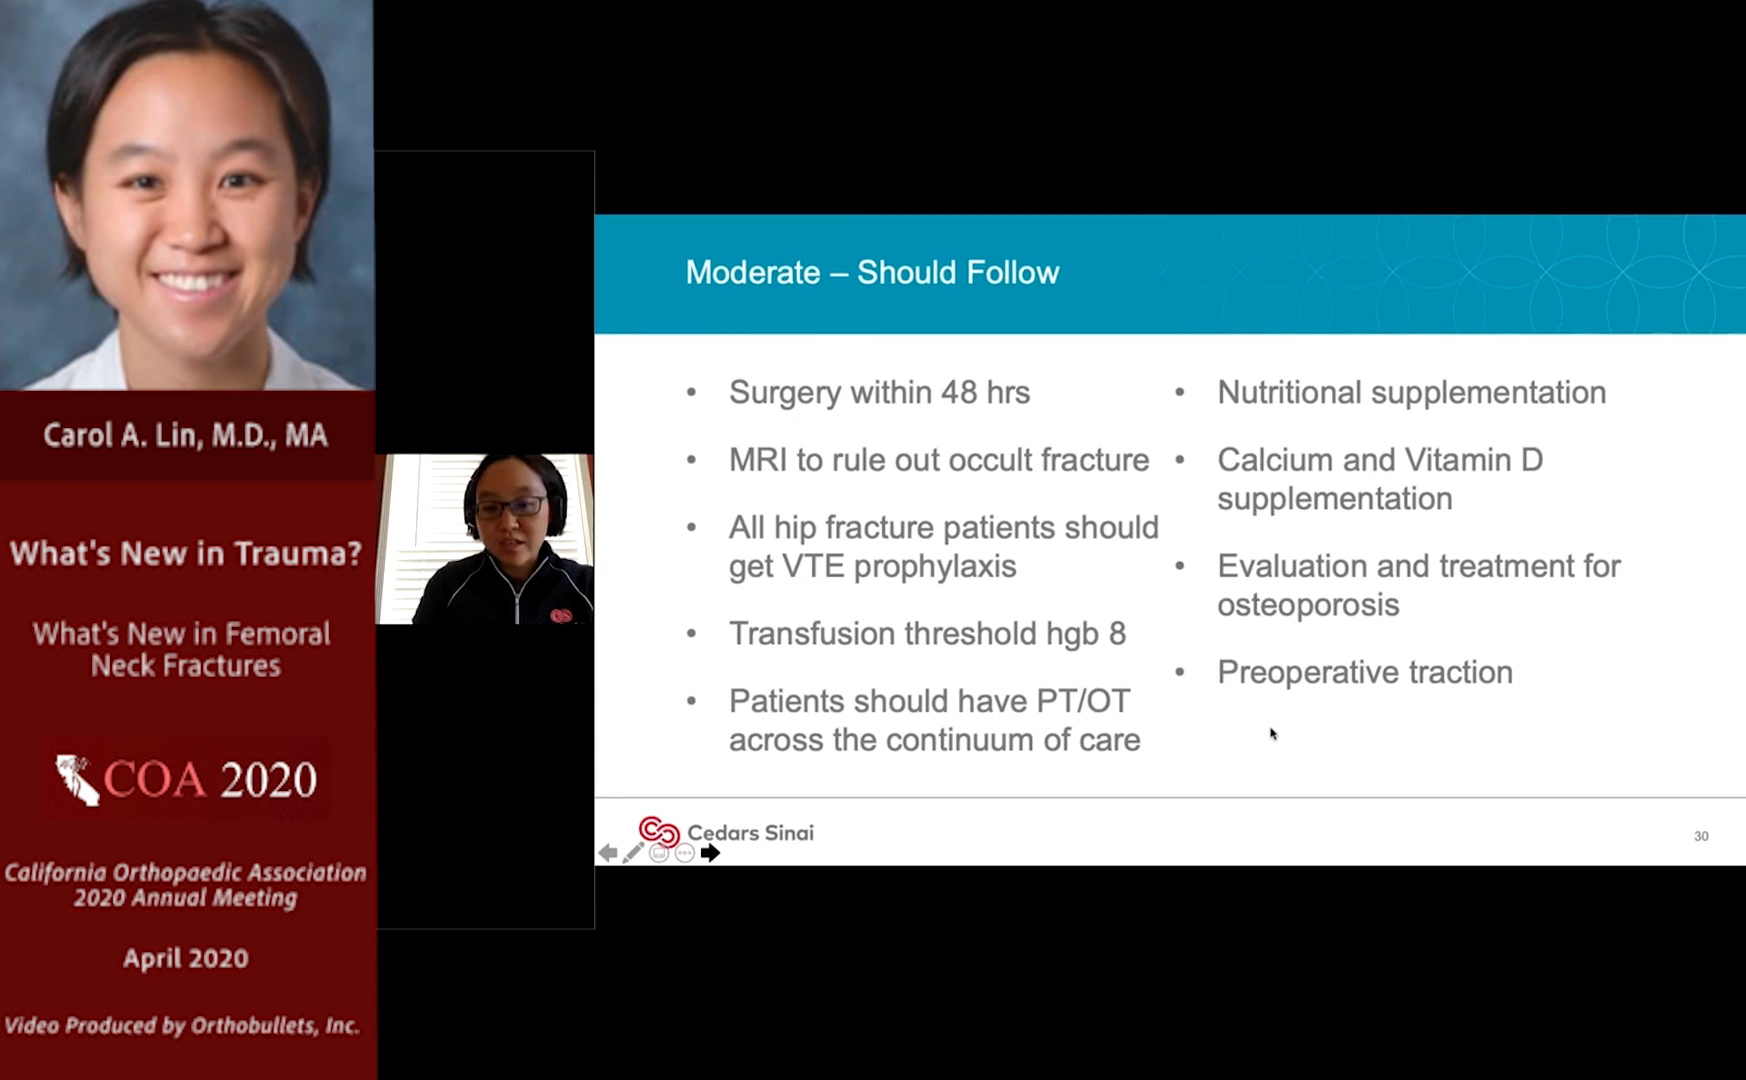 Carol A. Lin, M.D., MA
What's New in Trauma?
What's New in Femoral
Neck Fractures
COA 2020
California Orthopaedic Association
2020 Annual Meeting
April 2020
Video Produced by Orthobullets, Inc.
Moderate – Should Follow
• Surgery within 48 hrs
• MRI to rule out occult fracture
• All hip fracture patients should
get VTE prophylaxis
• Transfusion threshold hgb 8
• Patients should have PT/OT
across the continuum of care
• Nutritional supplementation
• Calcium and Vitamin D
supplementation
• Evaluation and treatment for
osteoporosis
• Preoperative traction
Cedars Sinai
30